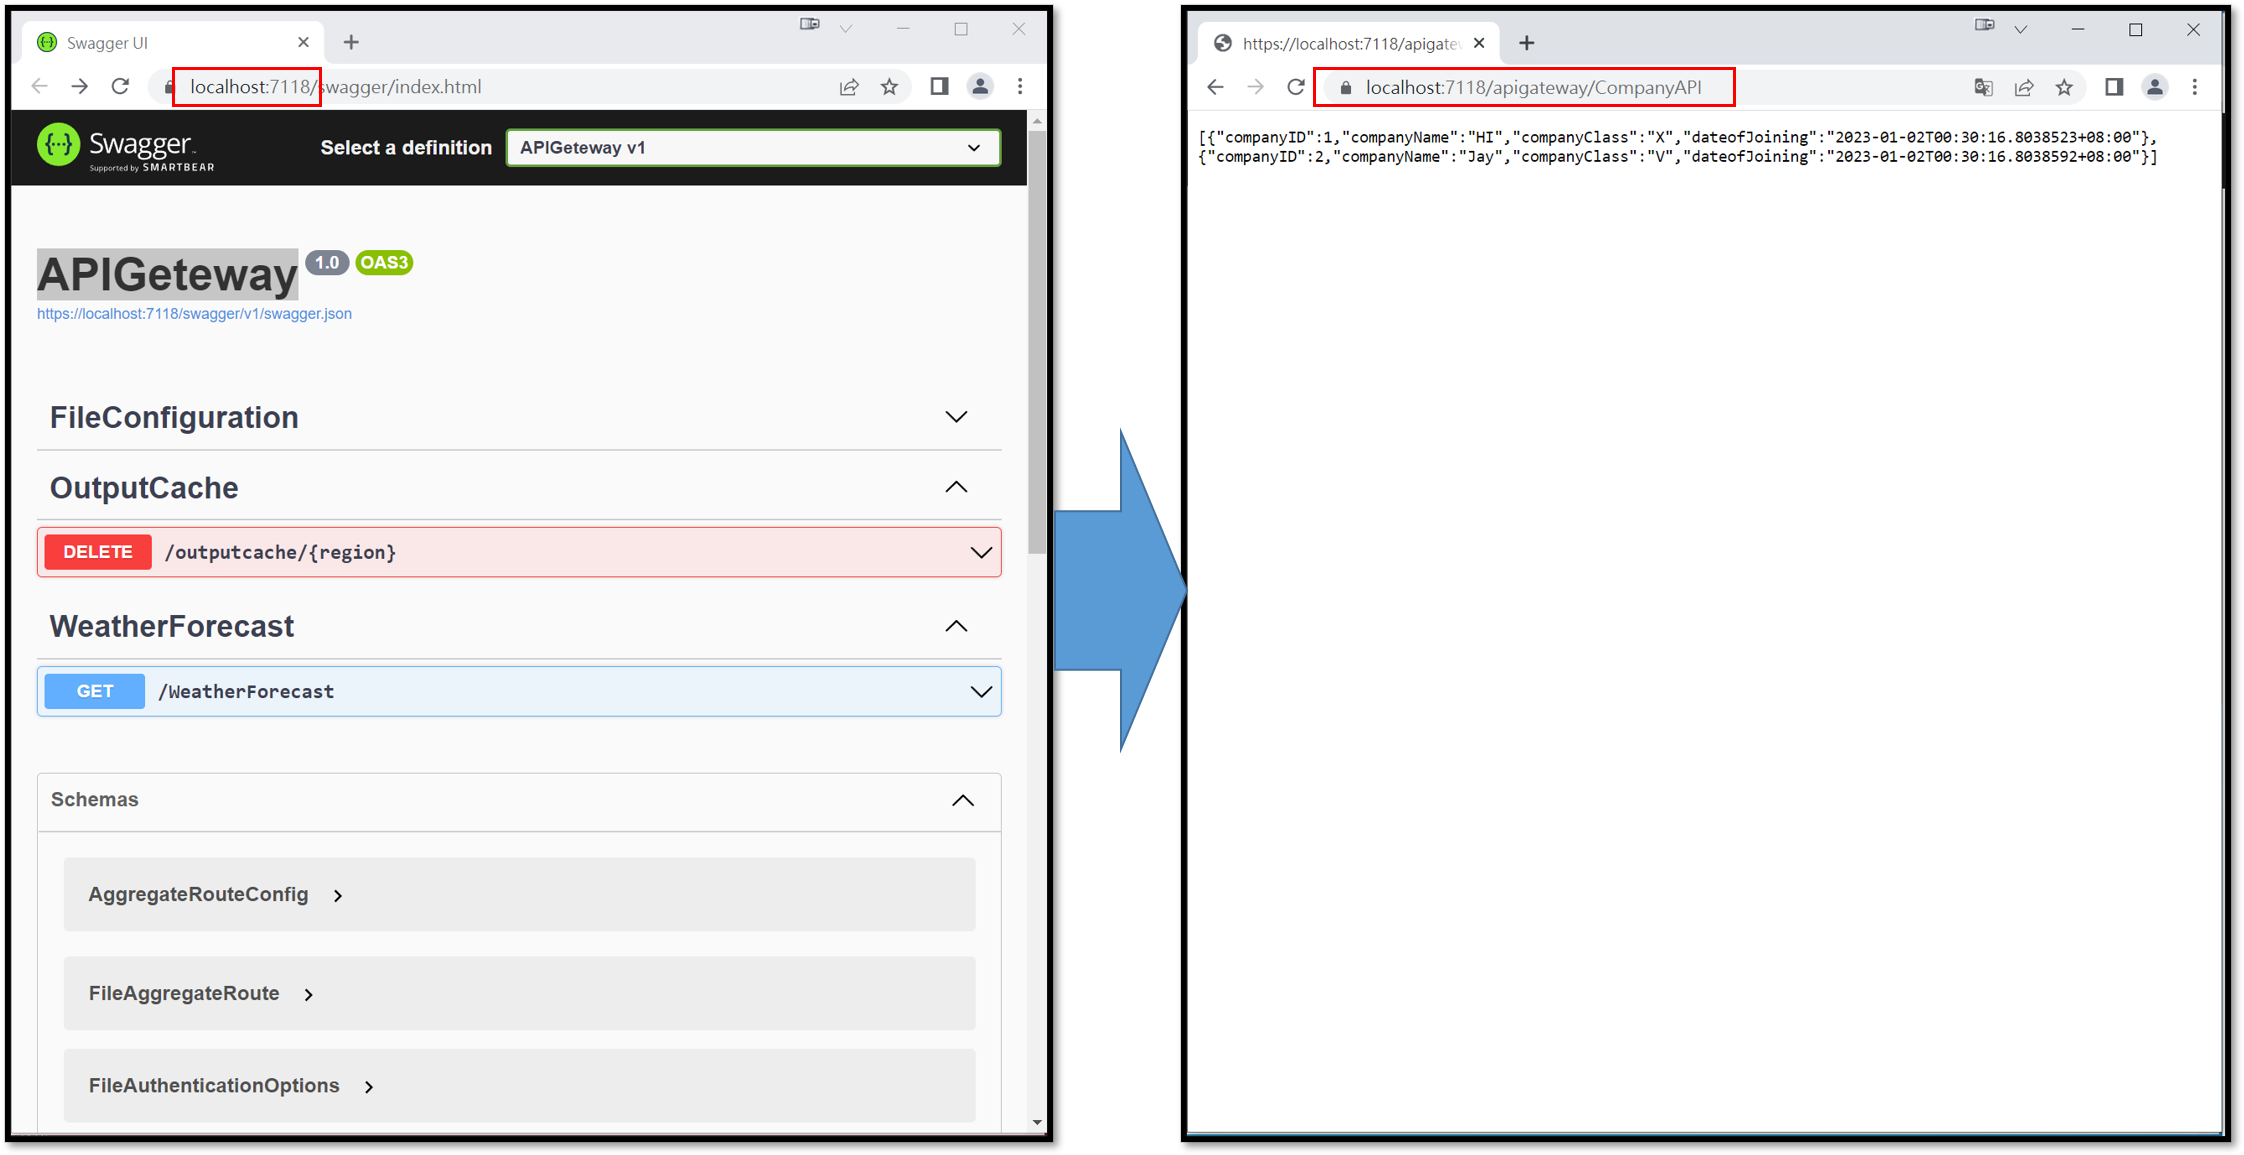 Swagger UI
localhost:7118/swagger/index.html
Swagger
Supported by SMARTBEAR
Select a definition
APIGeteway v1
APIGeteway 1.0 OAS3
https://localhost:7118/swagger/v1/swagger.json
FileConfiguration
OutputCache
DELETE /outputcache/{region}
WeatherForecast
GET /WeatherForecast
Schemas
AggregateRouteConfig
FileAggregateRoute
FileAuthenticationOptions
https://localhost:7118/apigatew
localhost:7118/apigateway/CompanyAPI
[{"companyID":1,"companyName":"HI","companyClass":"X","dateofJoining":"2023-01-02T00:30:16.8038523+08:00"},
{"companyID":2,"companyName":"Jay","companyClass":"V","dateofJoining":"2023-01-02T00:30:16.8038592+08:00"}]